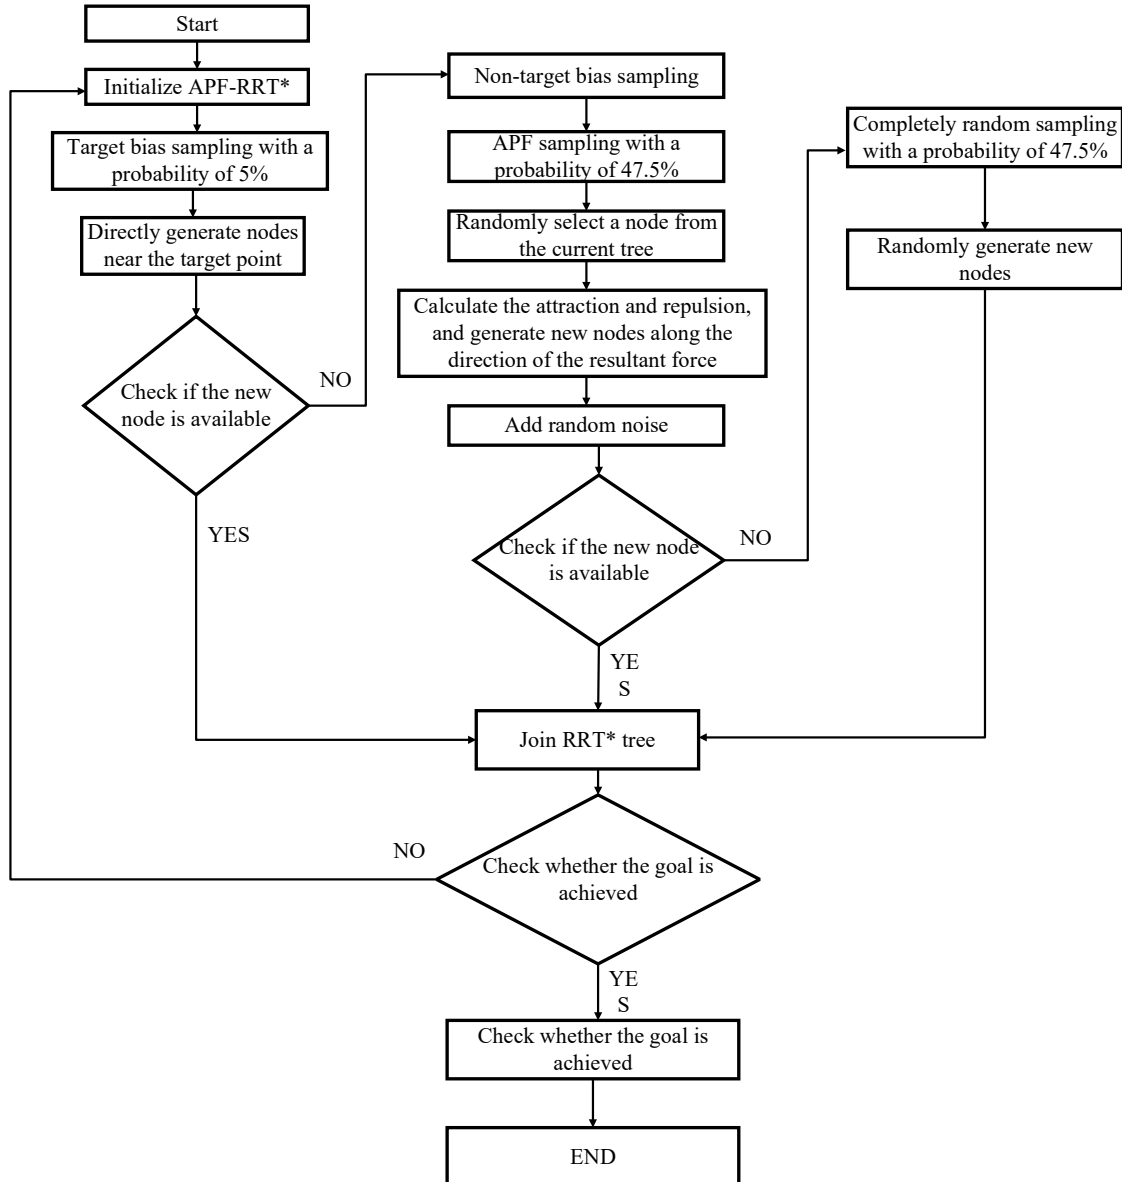 Start
Initialize APF-RRT*
Target bias sampling with a
probability of 5%
Directly generate nodes
near the target point
Check if the new
node is available
NO
YES
Non-target bias sampling
APF sampling with a
probability of 47.5%
Randomly select a node from
the current tree
Calculate the attraction and repulsion,
and generate new nodes along the
direction of the resultant force
Add random noise
Check if the new node
is available
NO
YE
S
Completely random sampling
with a probability of 47.5%
Randomly generate new
nodes
Join RRT* tree
Check whether the goal is
achieved
NO
YE
S
Check whether the goal is
achieved
END